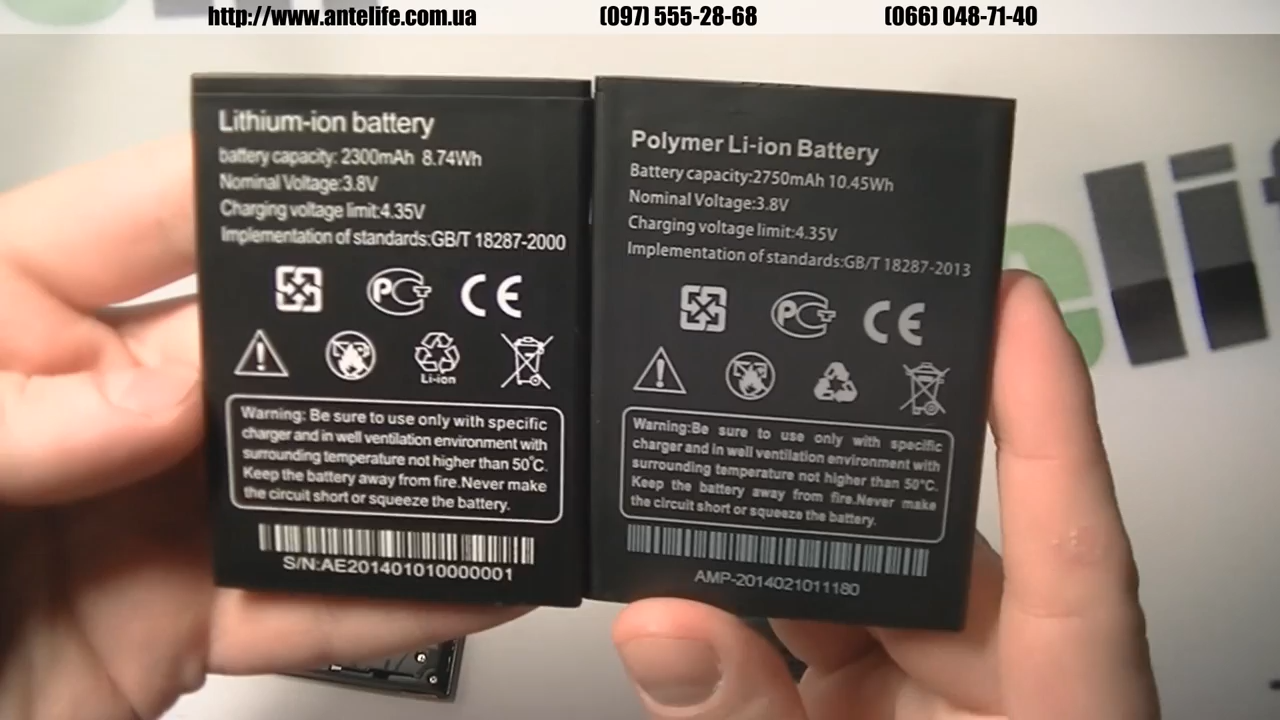 http://www.antelife.com.ua (097) 555-28-68 (066) 048-71-40
Lithium-ion battery
battery capacity: 2300mAh 8.74Wh
Nominal Voltage:3.8V
Charging voltage limit:4.35V
Implementation of standards:GB/T 18287-2000
PCT
CE
Li-ion
Warning: Be sure to use only with specific
charger and in well ventilation environment with
surrounding temperature not higher than 50°C.
Keep the battery away from fire.Never make
the circuit short or squeeze the battery.
S/N:AE201401010000001
Polymer Li-ion Battery
Battery capacity:2750mAh 10.45Wh
Nominal Voltage:3.8V
Charging voltage limit:4.35V
Implementation of standards:GB/T 18287-2013
PCT
CE
Warning:Be sure to use only with specific
charger and in well ventilation environment with
surrounding temperature not higher than 50°C.
Keep the battery away from fire.Never make
the circuit short or squeeze the battery.
AMP-2014021011180
elif